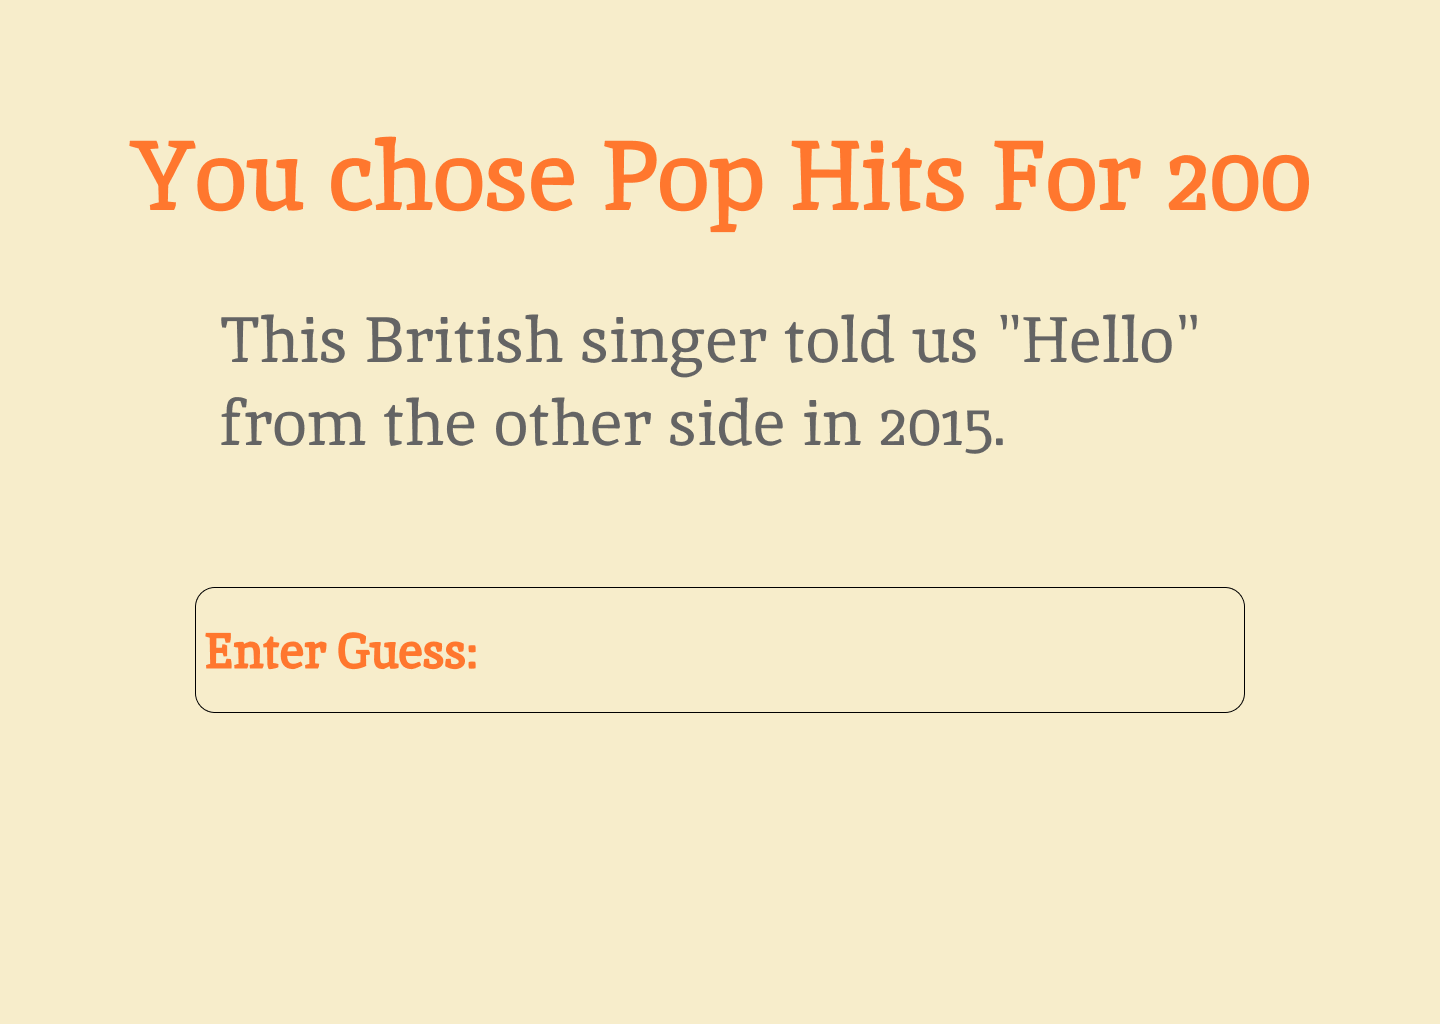 You chose Pop Hits For 200
This British singer told us "Hello"
from the other side in 2015.
Enter Guess: